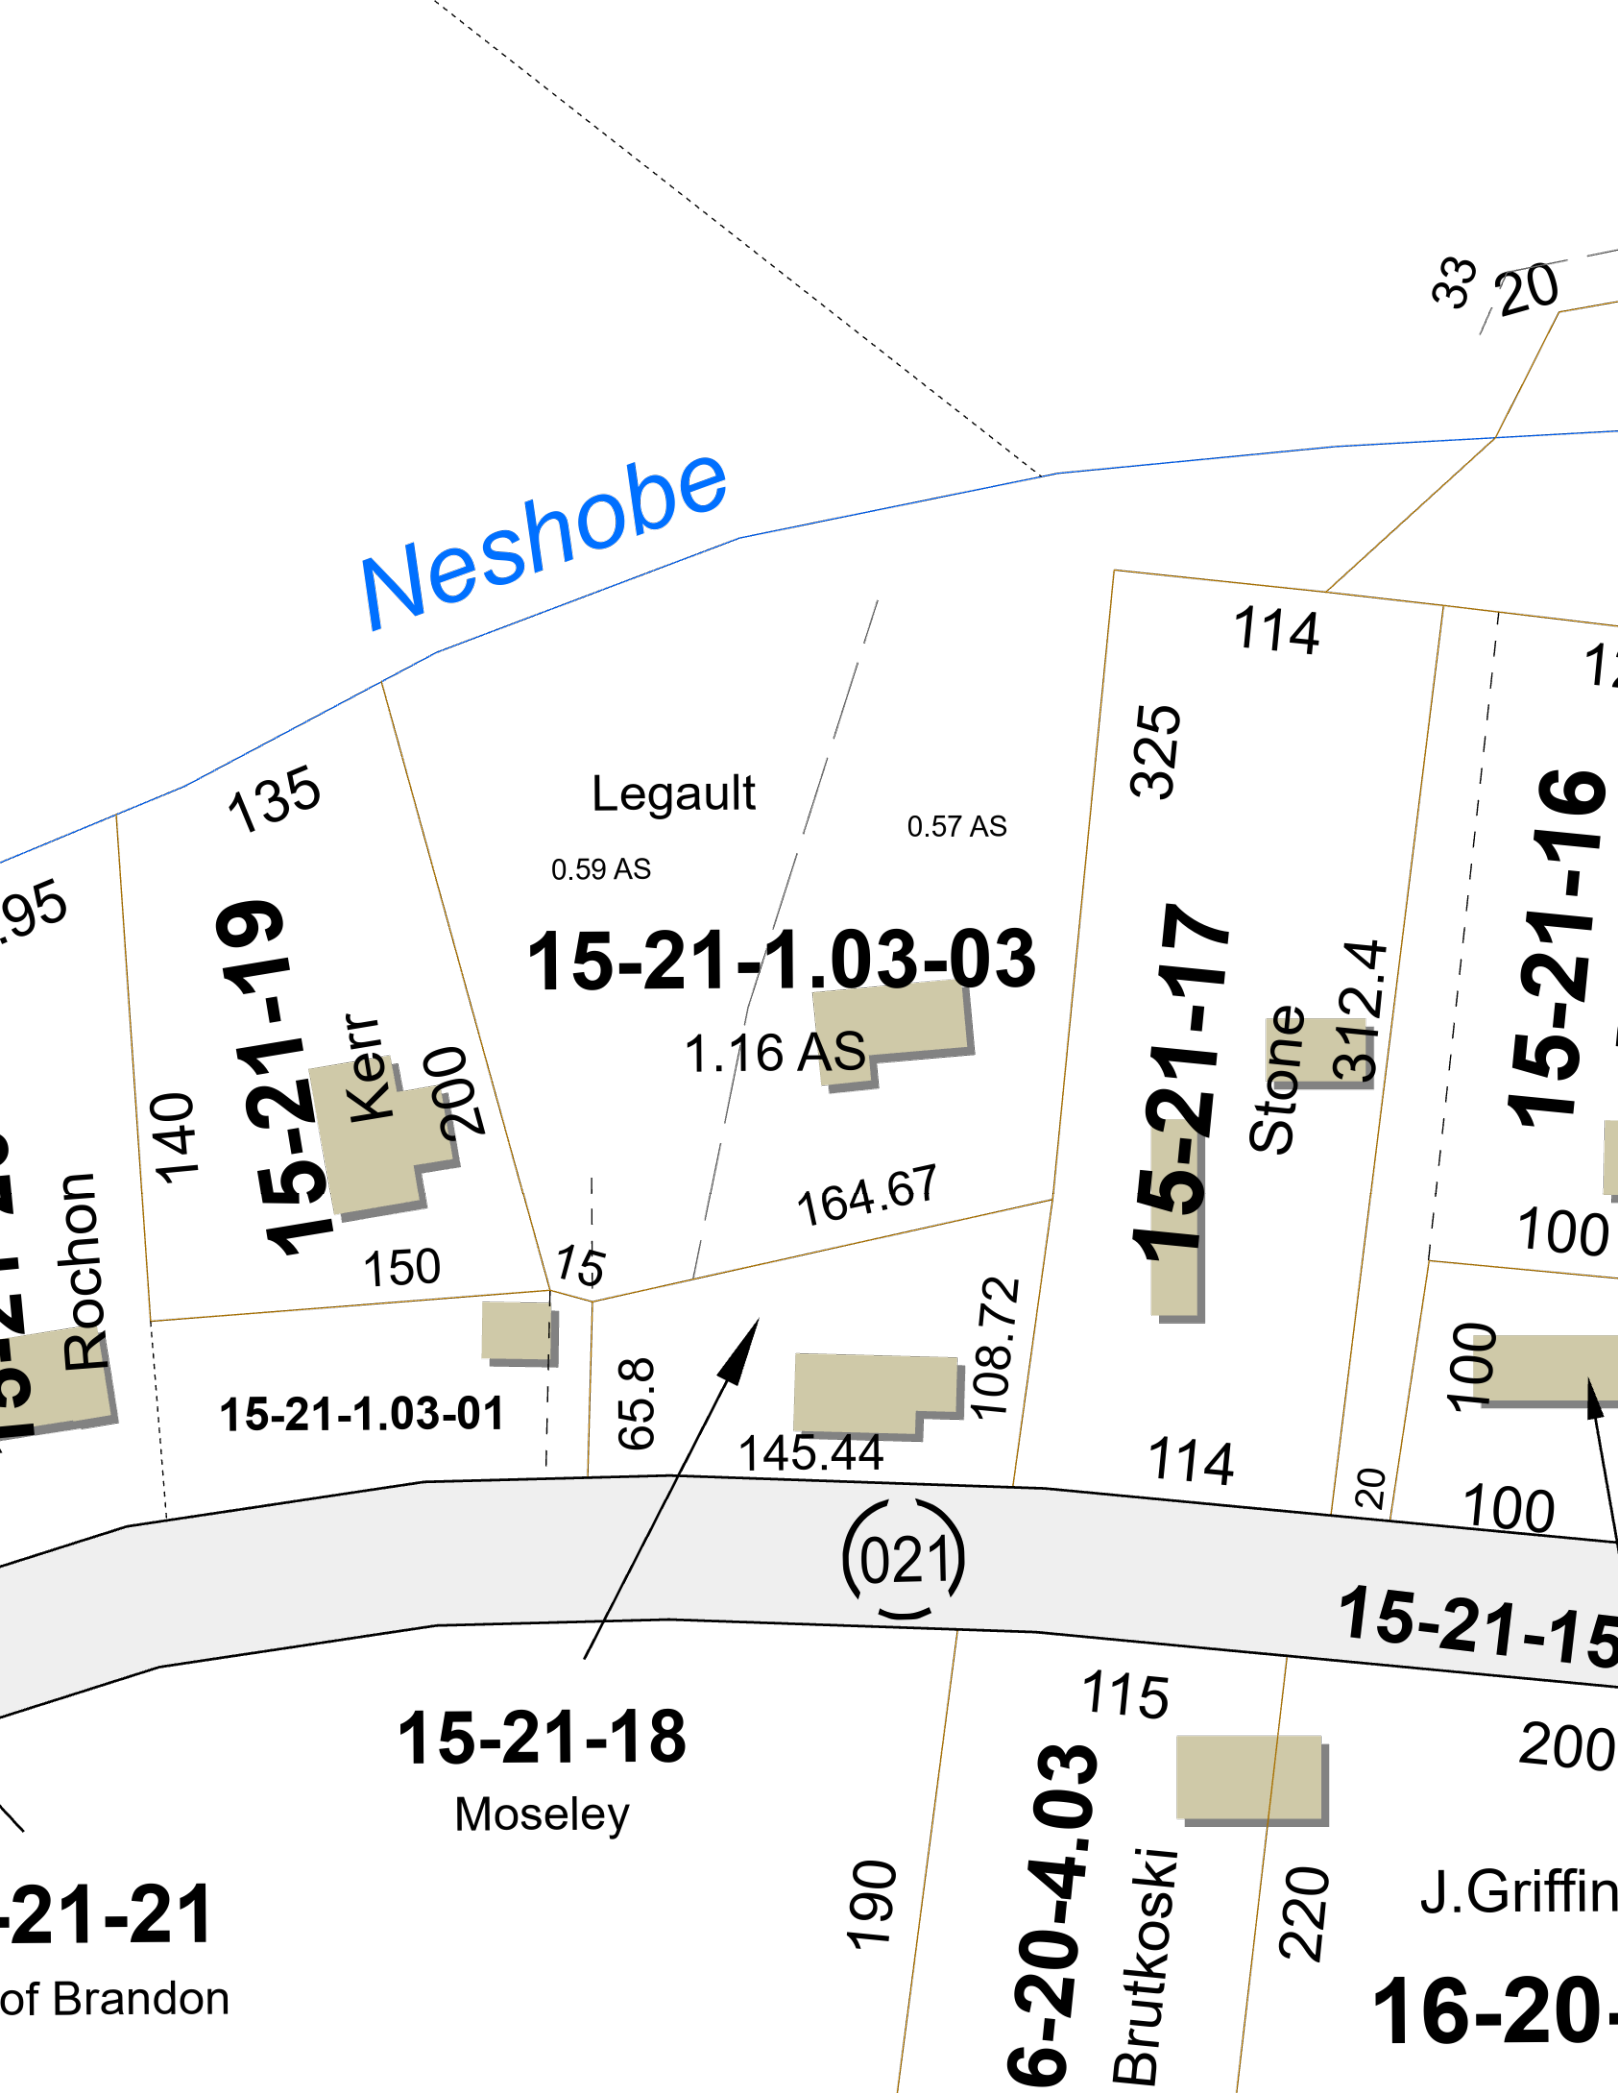 33
20
Neshobe
114
135
325
Legault
0.57 AS
0.59 AS
.95
15-21-19
15-21-1.03-03
15-21-17
15-21-16
Kerr
200
1.16 AS
312.4
Stone
140
Rochon
164.67
100
150
15
108.72
100
65.8
15-21-1.03-01
145.44
114
20
100
(021)
15-21-15
115
15-21-18
200
Moseley
6-20-4.03
190
Brutkoski
220
J.Griffin
-21-21
of Brandon
16-20-